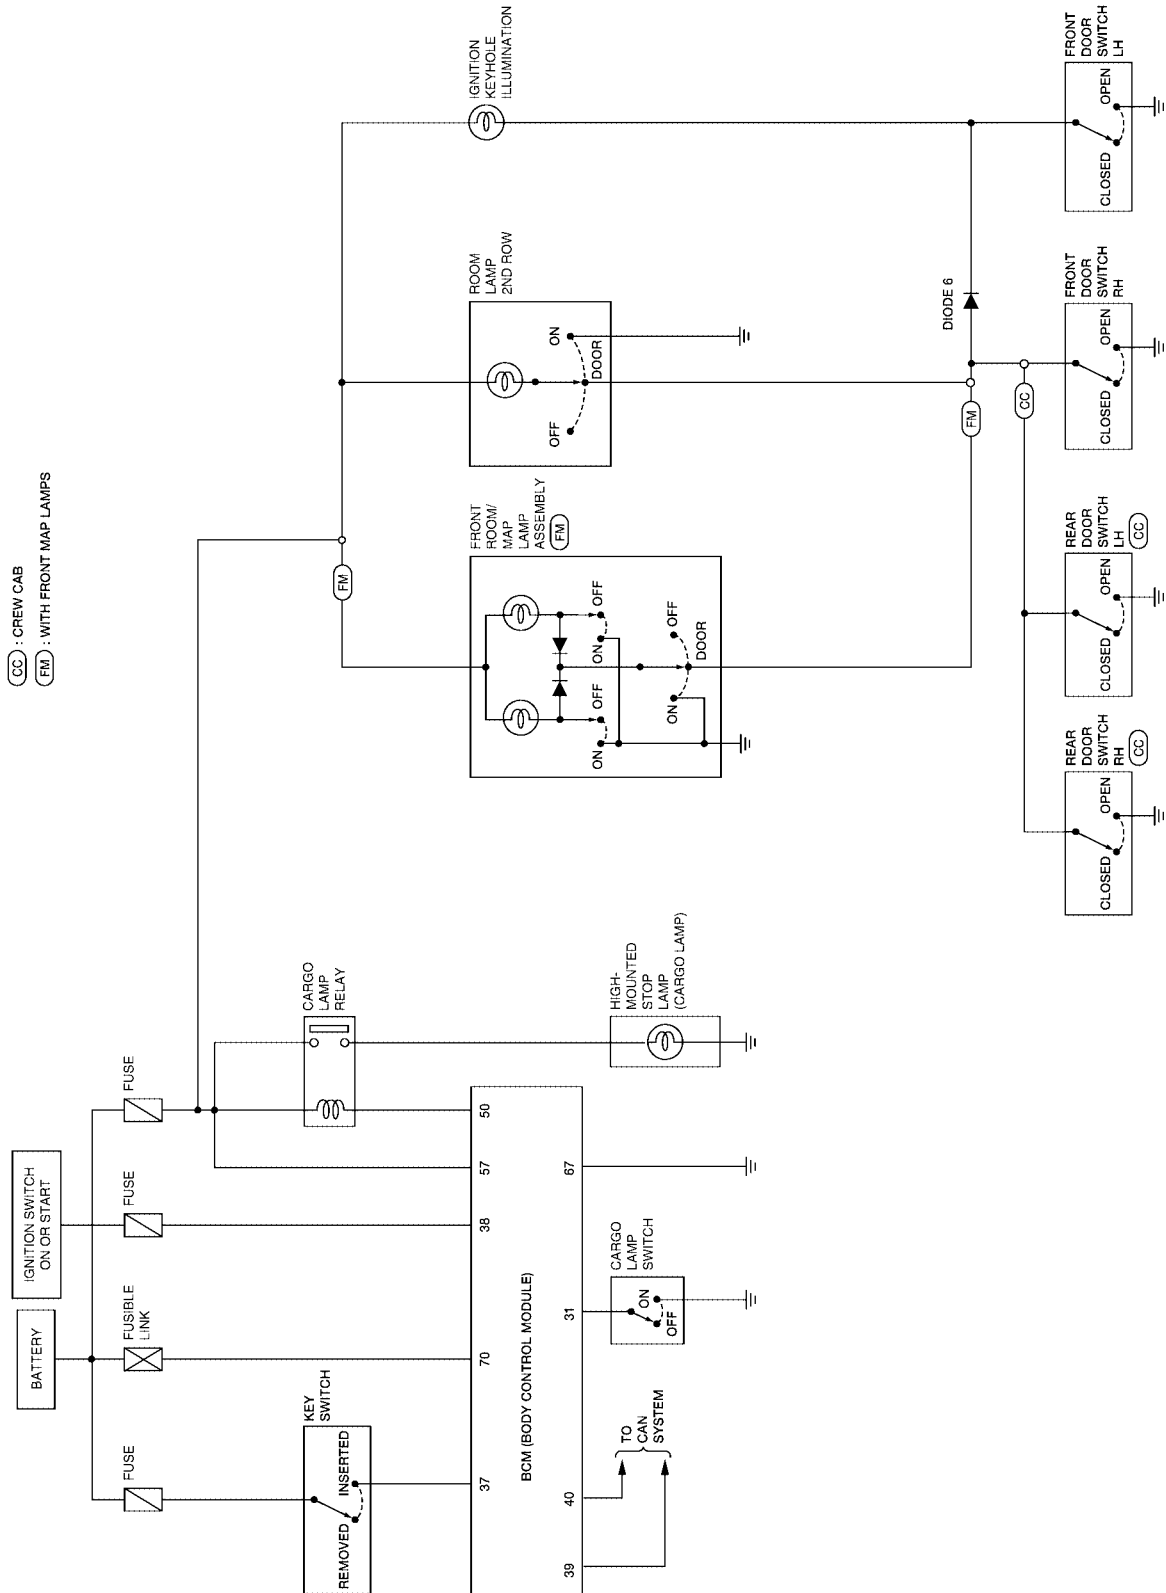 CC : CREW CAB
FM : WITH FRONT MAP LAMPS
BATTERY
IGNITION SWITCH
ON OR START
FUSE
FUSIBLE
LINK
FUSE
FUSE
KEY
SWITCH
REMOVED
INSERTED
CARGO
LAMP
RELAY
37
70
38
57
50
BCM (BODY CONTROL MODULE)
39
40
31
67
TO
CAN
SYSTEM
CARGO
LAMP
SWITCH
OFF
ON
HIGH-
MOUNTED
STOP
LAMP
(CARGO LAMP)
FM
FRONT
ROOM/
MAP
LAMP
ASSEMBLY
FM
ON
OFF
ON
OFF
ON
OFF
DOOR
ROOM
LAMP
2ND ROW
OFF
ON
DOOR
IGNITION
KEYHOLE
ILLUMINATION
FM
DIODE 6
CC
REAR
DOOR
SWITCH
RH
CC
CLOSED
OPEN
REAR
DOOR
SWITCH
LH
CC
CLOSED
OPEN
FRONT
DOOR
SWITCH
RH
CLOSED
OPEN
FRONT
DOOR
SWITCH
LH
CLOSED
OPEN